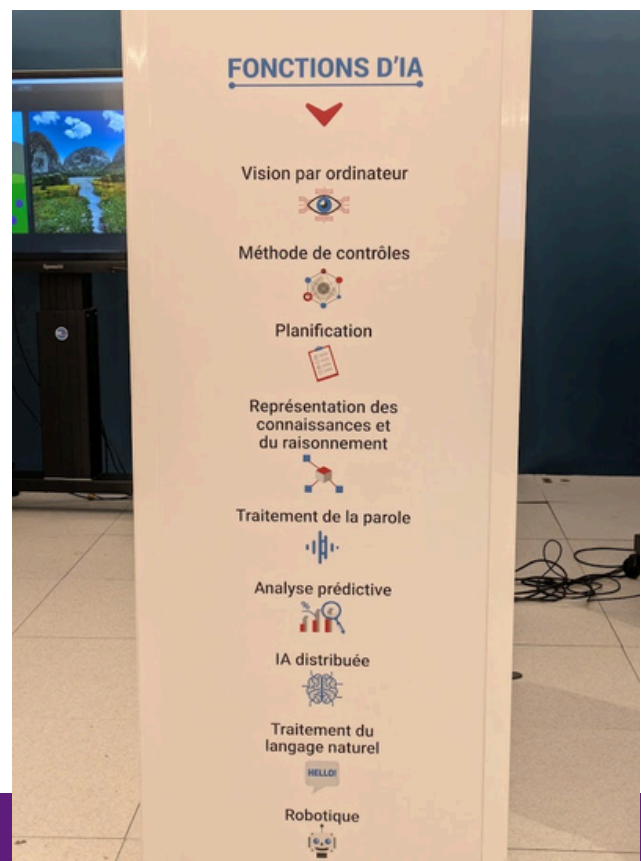 FONCTIONS D'IA
Vision par ordinateur
Méthode de contrôles
Planification
Représentation des
connaissances et
du raisonnement
Traitement de la parole
Analyse prédictive
IA distribuée
Traitement du
langage naturel
HELLO!
Robotique